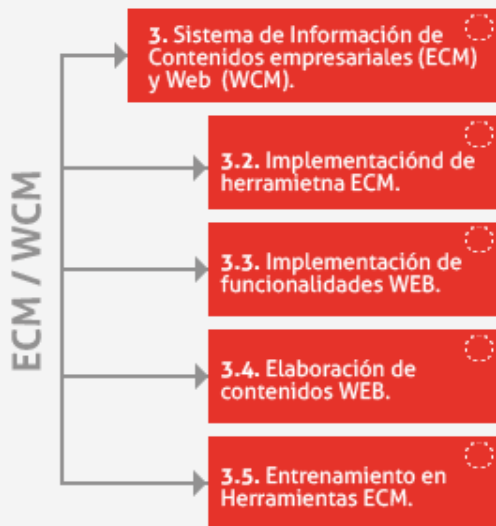 ECM / WCM
3. Sistema de Información de
Contenidos empresariales (ECM)
y Web (WCM).
3.2. Implementaciónd de
herramietna ECM.
3.3. Implementación de
funcionalidades WEB.
3.4. Elaboración de
contenidos WEB.
3.5. Entrenamiento en
Herramientas ECM.